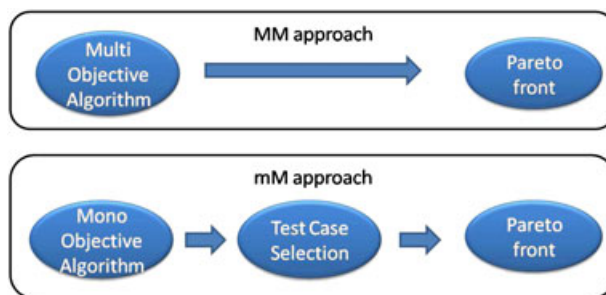 MM approach
Multi
Objective
Algorithm
Pareto
front
mM approach
Mono
Objective
Algorithm
Test Case
Selection
Pareto
front